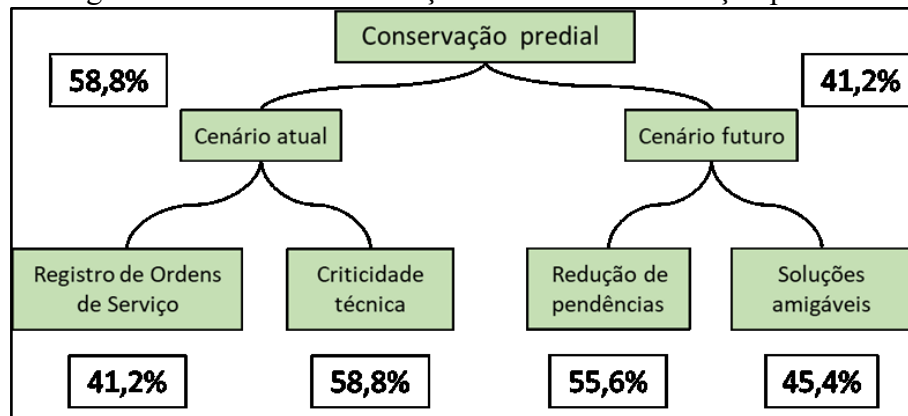 Conservação predial
58,8%
41,2%
Cenário atual
Cenário futuro
Registro de Ordens
de Serviço
Criticidade
técnica
Redução de
pendências
Soluções
amigáveis
41,2%
58,8%
55,6%
45,4%